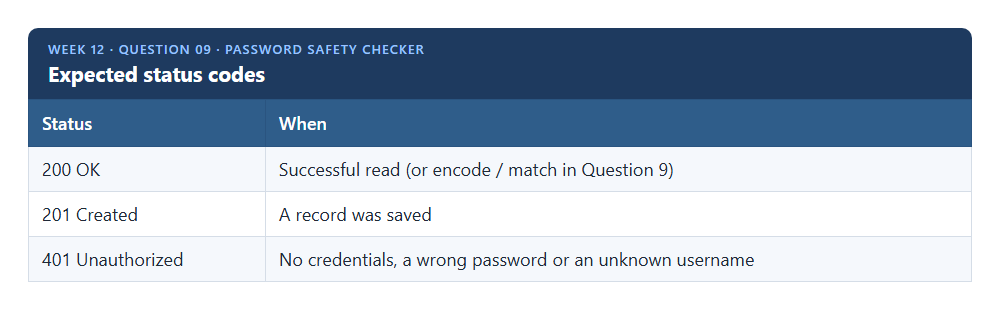 WEEK 12 · QUESTION 09 · PASSWORD SAFETY CHECKER
Expected status codes
Status When
200 OK Successful read (or encode / match in Question 9)
201 Created A record was saved
401 Unauthorized No credentials, a wrong password or an unknown username